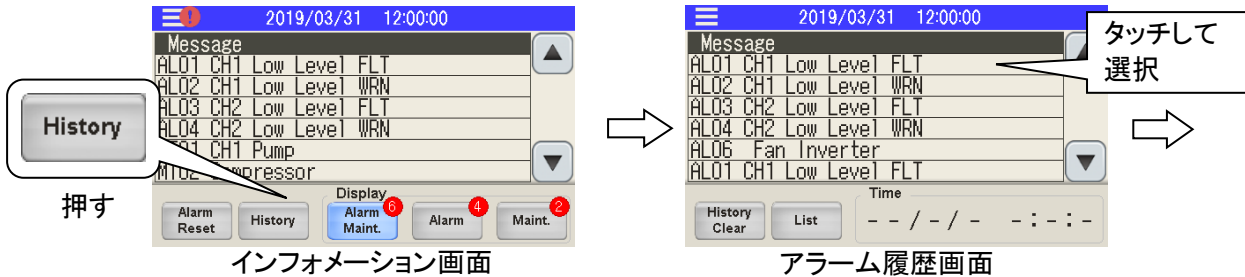 History
押す
2019/03/31 12:00:00
Message
AL01 CH1 Low Level FLT
AL02 CH1 Low Level WRN
AL03 CH2 Low Level FLT
AL04 CH2 Low Level WRN
CH1 Pump
MT02
Display
Alarm Reset
History
Alarm Maint.
6
Alarm
4
Maint.
2
インフォメーション画面
2019/03/31 12:00:00
Message
AL01 CH1 Low Level FLT
AL02 CH1 Low Level WRN
AL03 CH2 Low Level FLT
AL04 CH2 Low Level WRN
AL06 Fan Inverter
AL01 CH1 Low Level FLT
History Clear
List
Time
--/-/- -:-:-
アラーム履歴画面
タッチして
選択